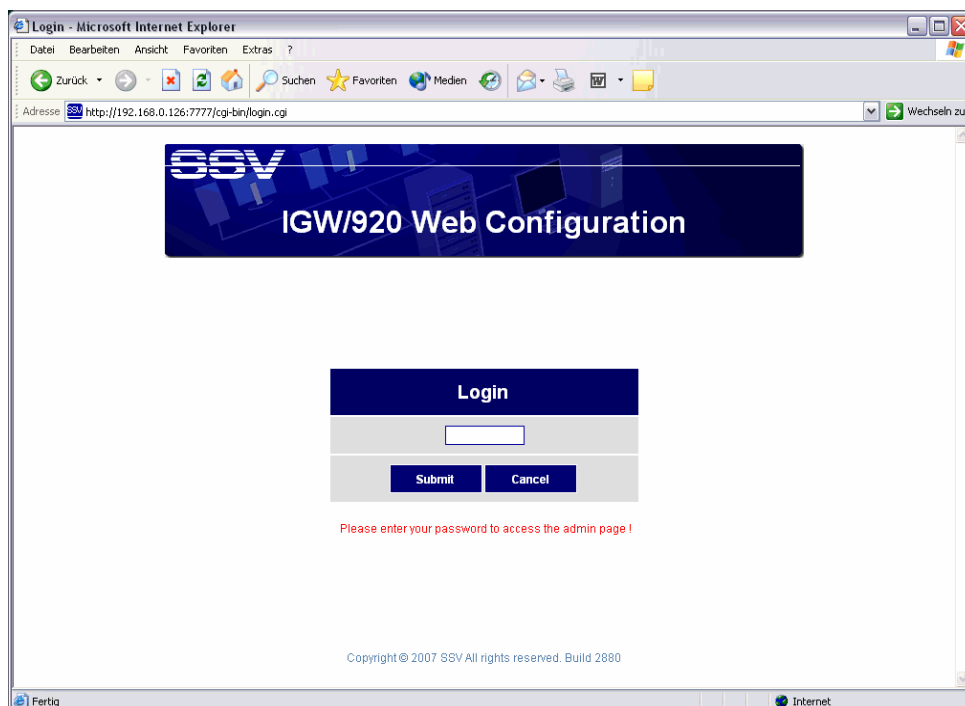 Login - Microsoft Internet Explorer
Datei Bearbeiten Ansicht Favoriten Extras ?
Zurück Suchen Favoriten Medien W
Adresse SSV http://192.168.0.126:7777/cgi-bin/login.cgi Wechseln zu
SSV
IGW/920 Web Configuration
Login
Submit Cancel
Please enter your password to access the admin page !
Copyright © 2007 SSV All rights reserved. Build 2880
Fertig Internet